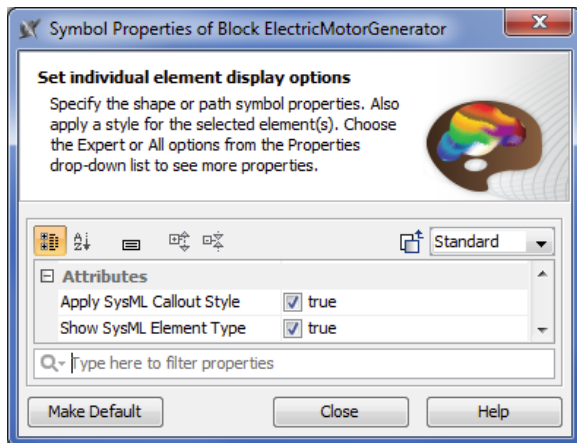 Symbol Properties of Block ElectricMotorGenerator
Set individual element display options
Specify the shape or path symbol properties. Also
apply a style for the selected element(s). Choose
the Expert or All options from the Properties
drop-down list to see more properties.
Standard
Attributes
Apply SysML Callout Style true
Show SysML Element Type true
Type here to filter properties
Make Default Close Help